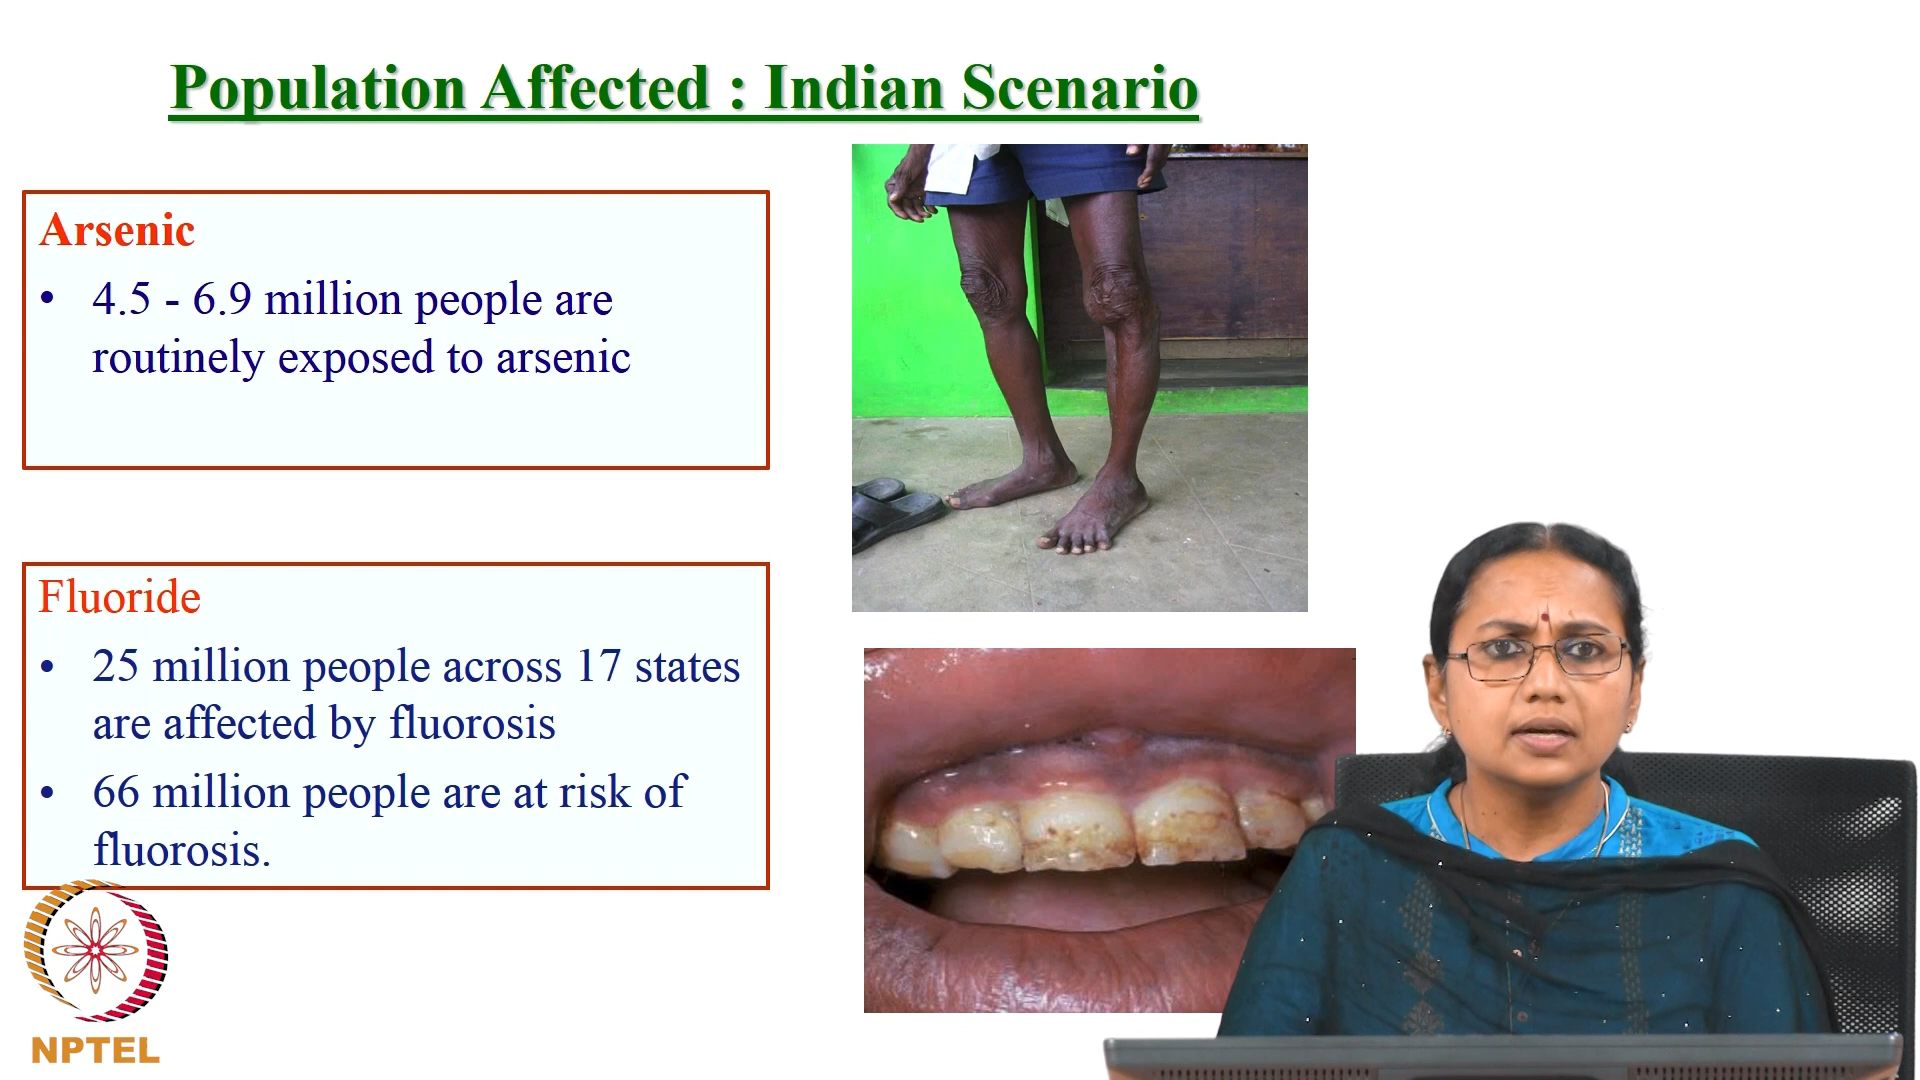 Population Affected : Indian Scenario
Arsenic
• 4.5 - 6.9 million people are
routinely exposed to arsenic
Fluoride
• 25 million people across 17 states
are affected by fluorosis
• 66 million people are at risk of
fluorosis.
NPTEL